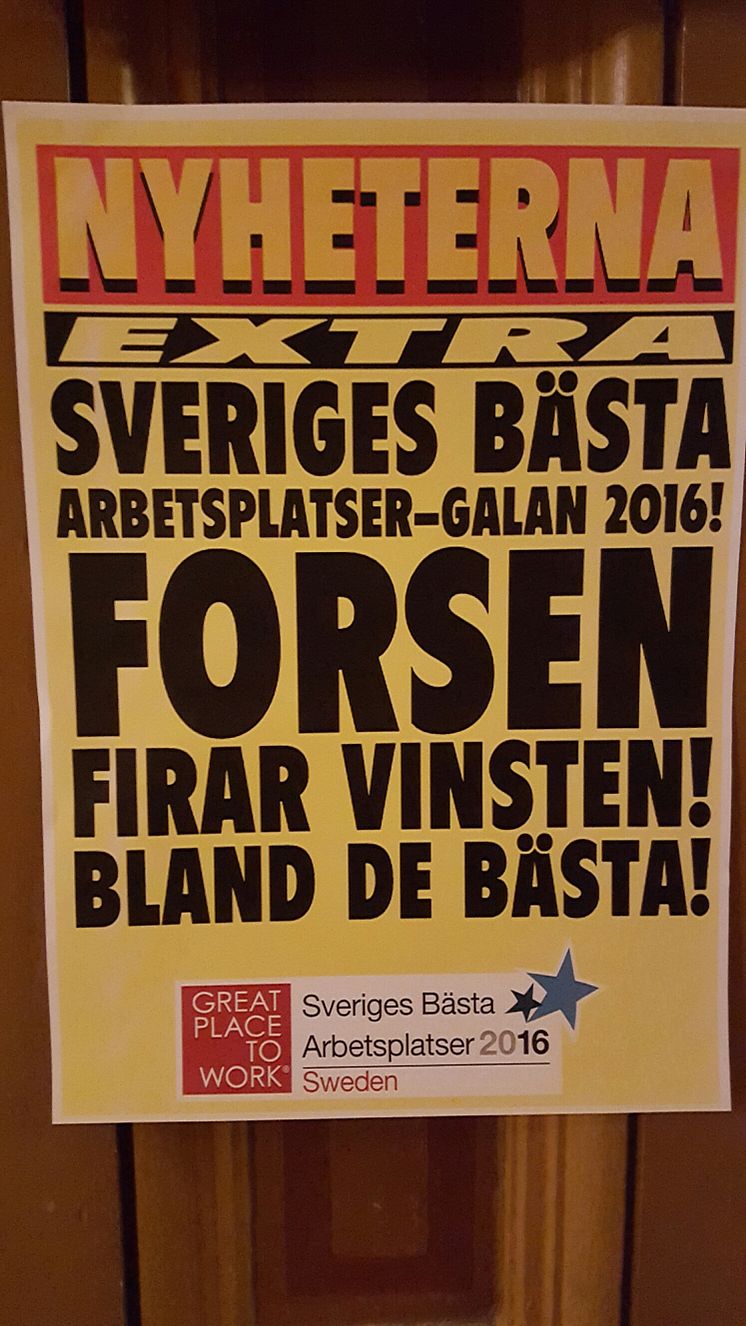 NYHETERNA
EXTRA
SVERIGES BÄSTA
ARBETSPLATSER-GALAN 2016!
FORSEN
FIRAR VINSTEN!
BLAND DE BÄSTA!
GREAT
PLACE
TO
WORK®
Sveriges Bästa
Arbetsplatser 2016
Sweden